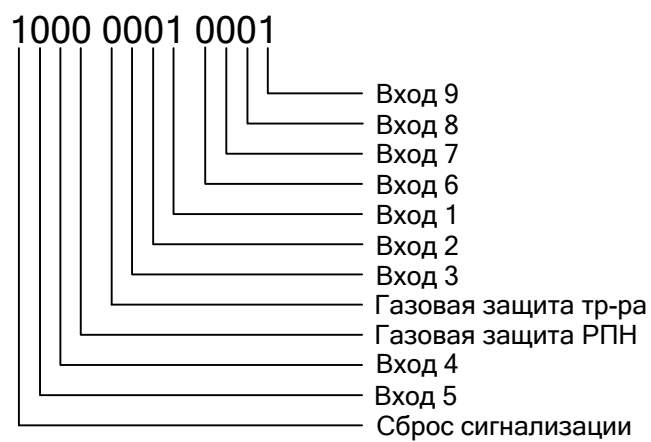 1000 0001 0001
Вход 9
Вход 8
Вход 7
Вход 6
Вход 1
Вход 2
Вход 3
Газовая защита тр-ра
Газовая защита РПН
Вход 4
Вход 5
Сброс сигнализации